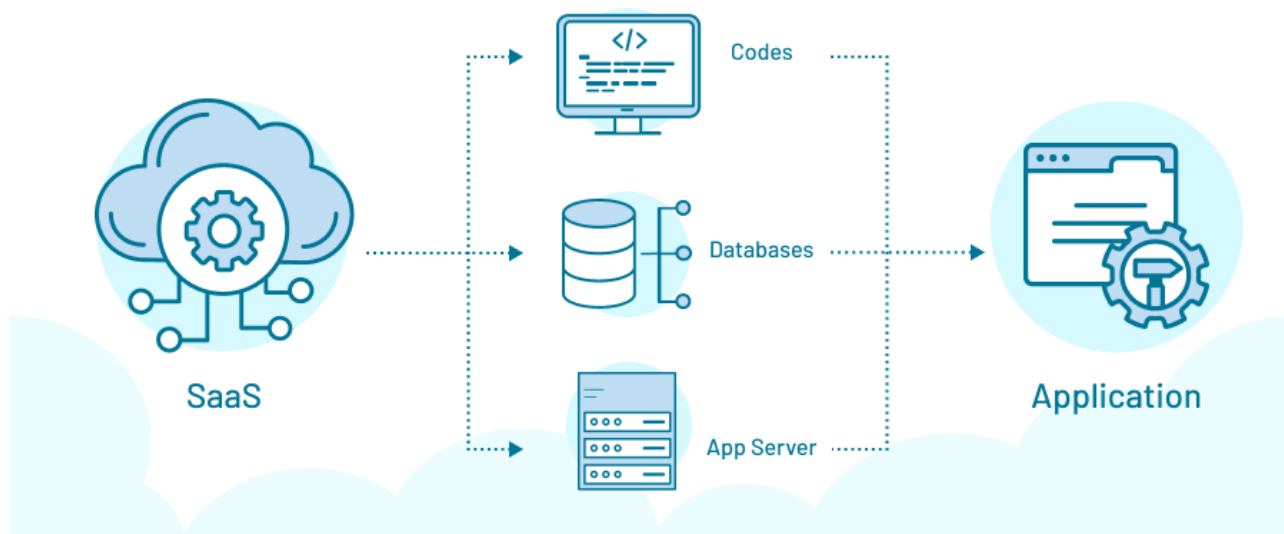 SaaS
</>
Codes
Databases
App Server
Application